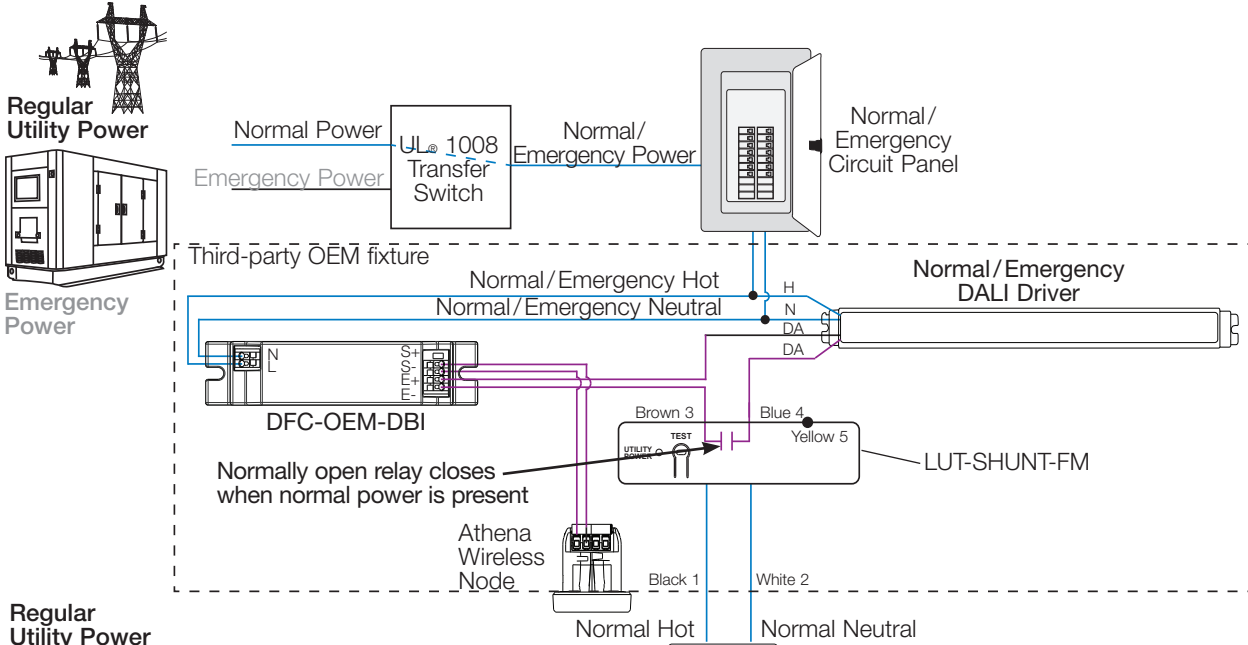 Regular
Utility Power
Normal Power
Emergency Power
UL® 1008
Transfer
Switch
Normal/
Emergency Power
Normal/
Emergency
Circuit Panel
Emergency
Power
Third-party OEM fixture
Normal/Emergency Hot
Normal/Emergency Neutral
H
N
DA
DA
Normal/Emergency
DALI Driver
N
L
S+
S-
E+
E-
DFC-OEM-DBI
Brown 3
Blue 4
Yellow 5
TEST
UTILITY
POWER
LUT-SHUNT-FM
Normally open relay closes
when normal power is present
Athena
Wireless
Node
Black 1
White 2
Regular
Utility Power
Normal Hot
Normal Neutral